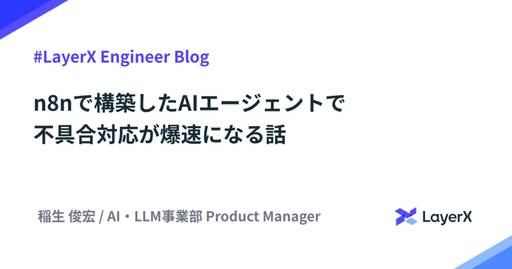 #LayerX Engineer Blog
n8nで構築したAIエージェントで
不具合対応が爆速になる話
稲生 俊宏 / AI・LLM事業部 Product Manager
LayerX